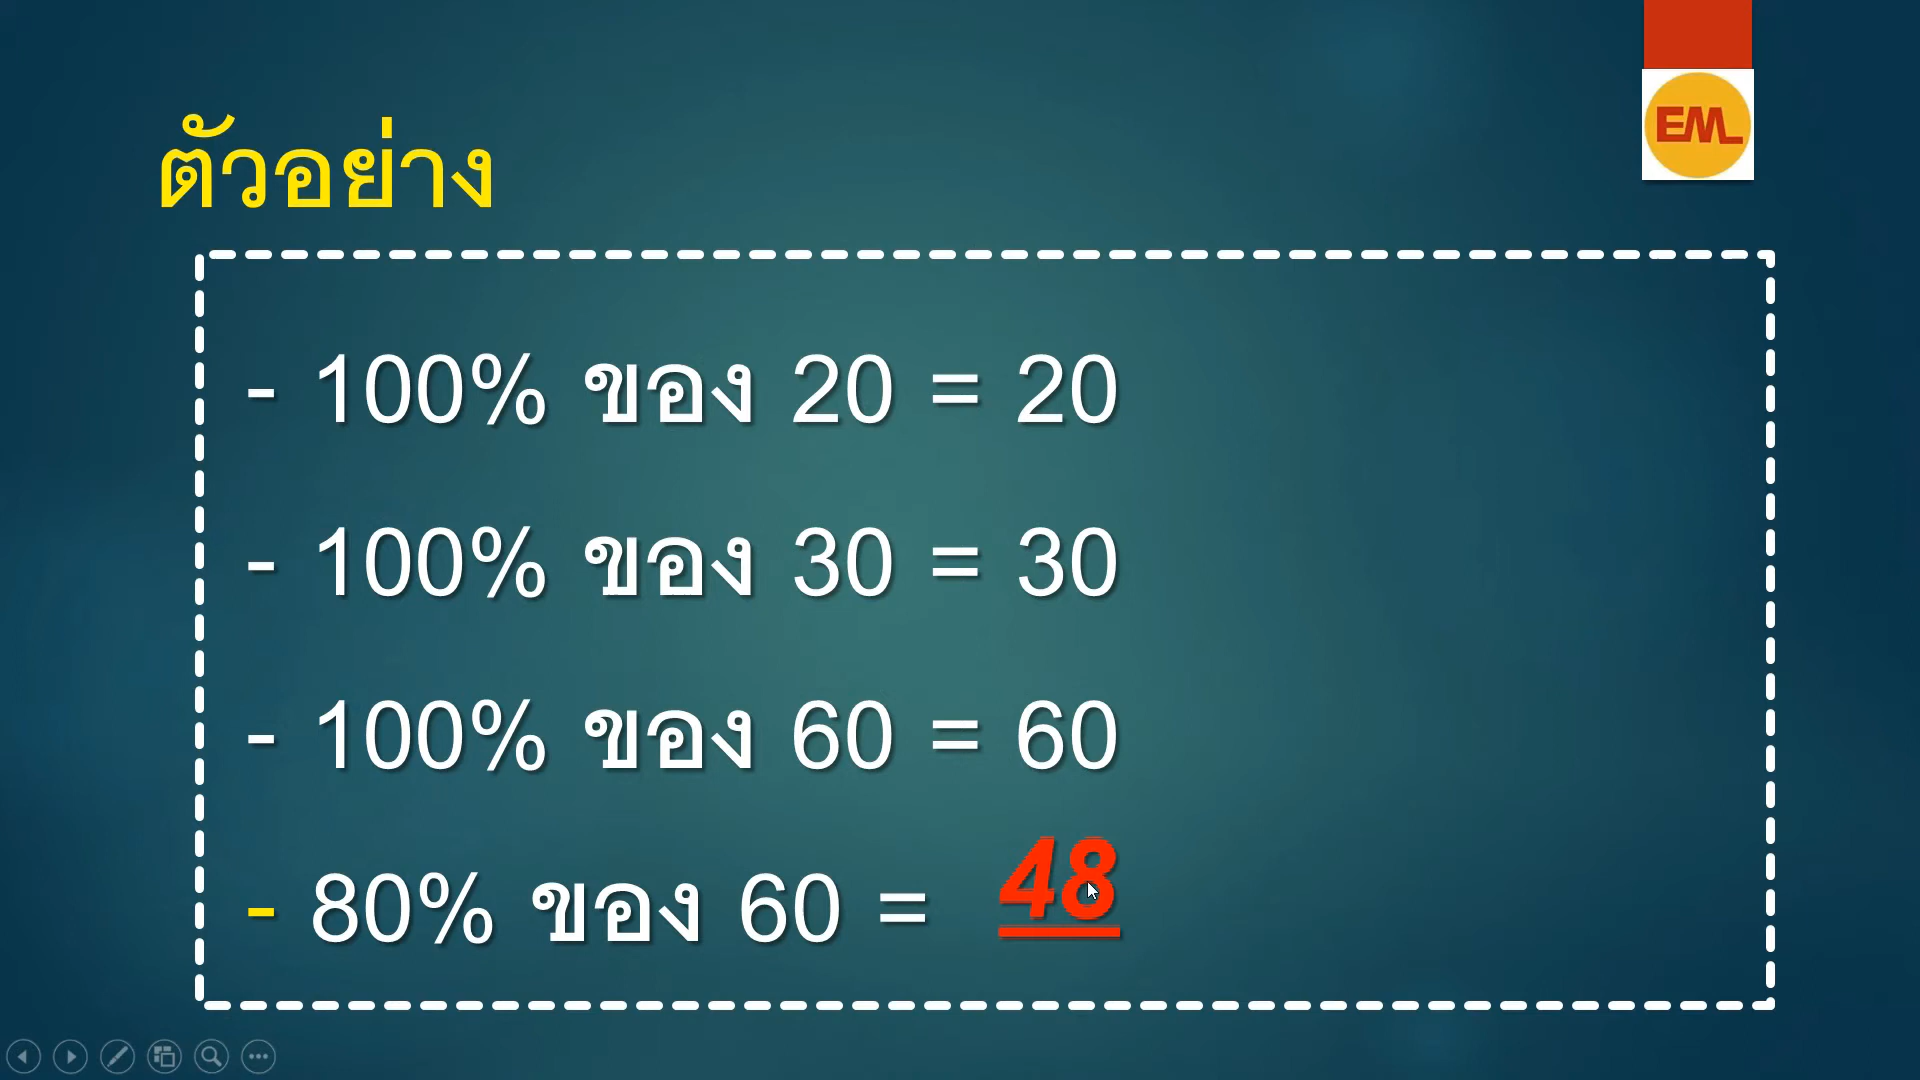 EML
ตัวอย่าง
- 100% ของ 20 = 20
- 100% ของ 30 = 30
- 100% ของ 60 = 60
- 80% ของ 60 = 48